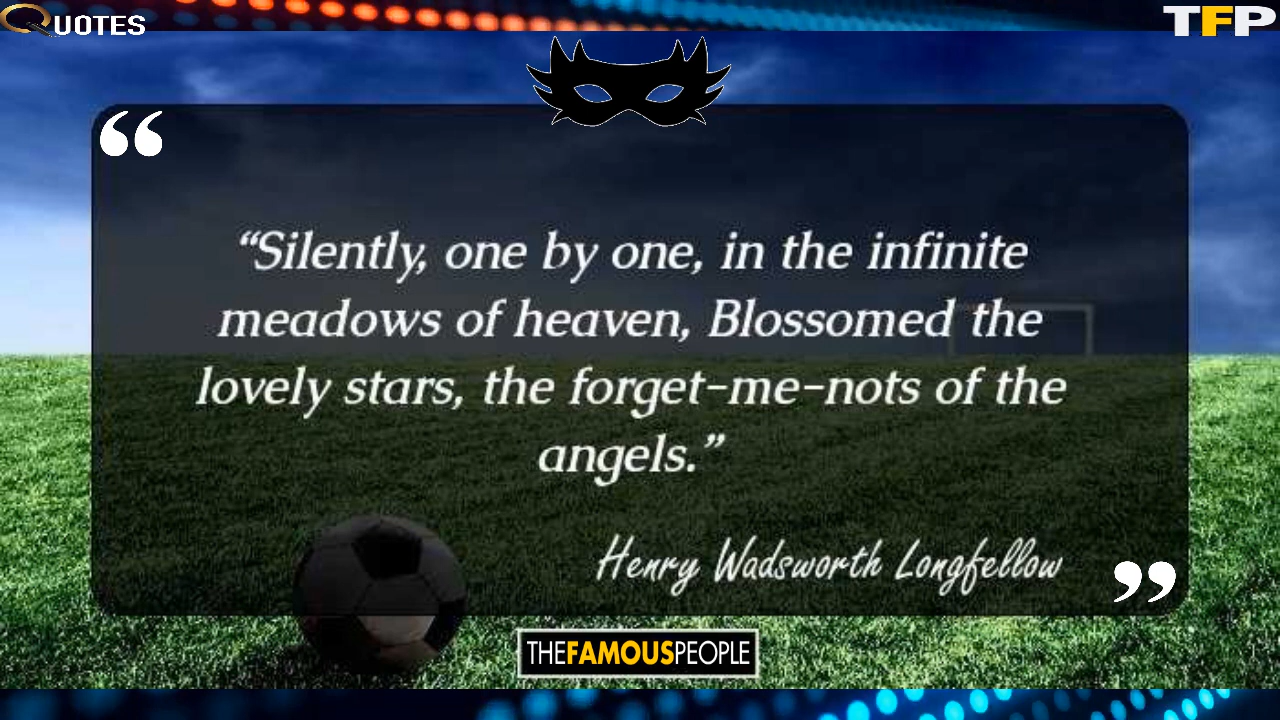 QUOTES
TFP
“
“Silently, one by one, in the infinite
meadows of heaven, Blossomed the
lovely stars, the forget-me-nots of the
angels.”
Henry Wadsworth Longfellow
”
THEFAMOUSPEOPLE